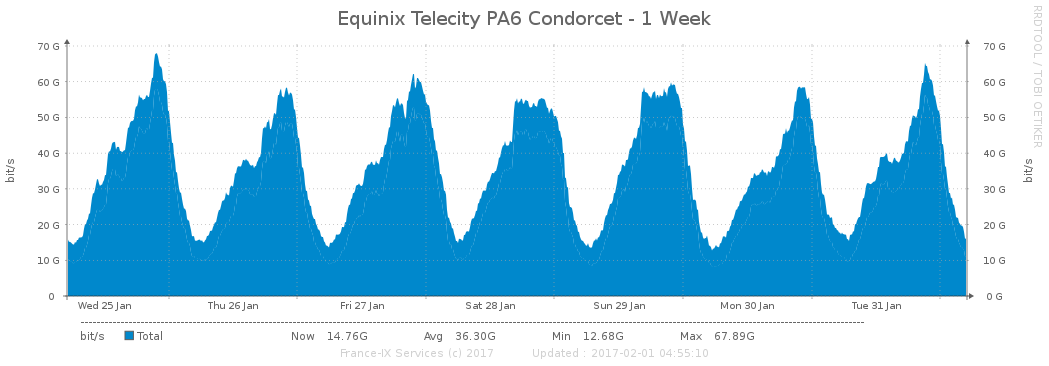 Equinix Telecity PA6 Condorcet - 1 Week
RRDTOOL / TOBI OETIKER
70 G 70 G
60 G 60 G
50 G 50 G
40 G 40 G
30 G 30 G
20 G 20 G
10 G 10 G
0 0 G
bit/s
bit/s
Wed 25 Jan Thu 26 Jan Fri 27 Jan Sat 28 Jan Sun 29 Jan Mon 30 Jan Tue 31 Jan
bit/s Total Now 14.76G Avg 36.30G Min 12.68G Max 67.89G
France-IX Services (c) 2017 Updated : 2017-02-01 04:55:10